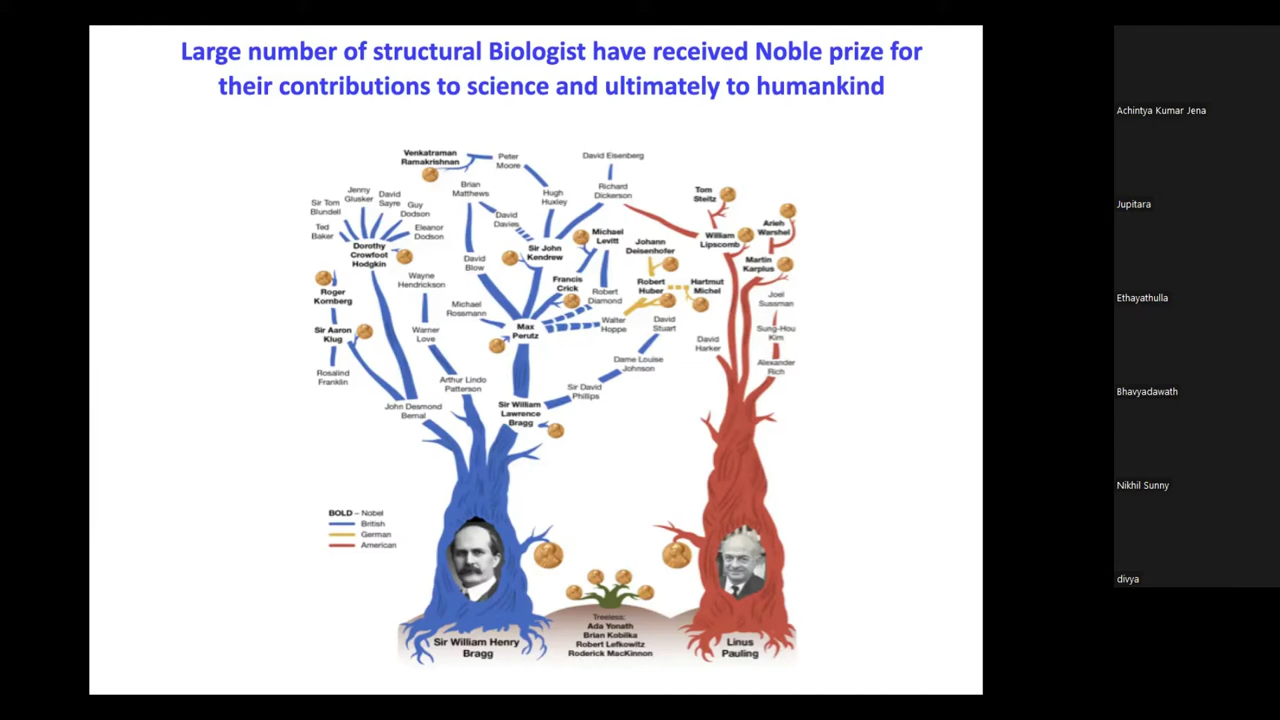 Large number of structural Biologist have received Noble prize for
their contributions to science and ultimately to humankind
Venkatraman
Ramakrishnan
Peter
Moore
David Eisenberg
Brian
Matthews
Hugh
Huxley
Richard
Dickerson
Tom
Steitz
Jenny
Glusker
David
Sayre
Sir Tom
Blundell
Guy
Dodson
Ted
Baker
Eleanor
Dodson
David
Davies
Michael
Levitt
William
Lipscomb
Arieh
Warshel
Dorothy
Crowfoot
Hodgkin
Sir John
Kendrew
Johann
Deisenhofer
David
Blow
Martin
Karplus
Wayne
Hendrickson
Francis
Crick
Robert
Huber
Hartmut
Michel
Roger
Kornberg
Robert
Diamond
Joel
Sussman
Michael
Rossmann
Sir Aaron
Klug
Warner
Love
Max
Perutz
Walter
Hoppe
David
Stuart
Sung-Hou
Kim
David
Harker
Rosalind
Franklin
Dame Louise
Johnson
Alexander
Rich
Arthur Lindo
Patterson
Sir David
Phillips
John Desmond
Bernal
Sir William
Lawrence
Bragg
BOLD – Nobel
British
German
American
Treeless:
Ada Yonath
Brian Kobilka
Robert Lefkowitz
Roderick MacKinnon
Sir William Henry
Bragg
Linus
Pauling
Achintya Kumar Jena
Jupitara
Ethayathulla
Bhavyadawath
Nikhil Sunny
divya